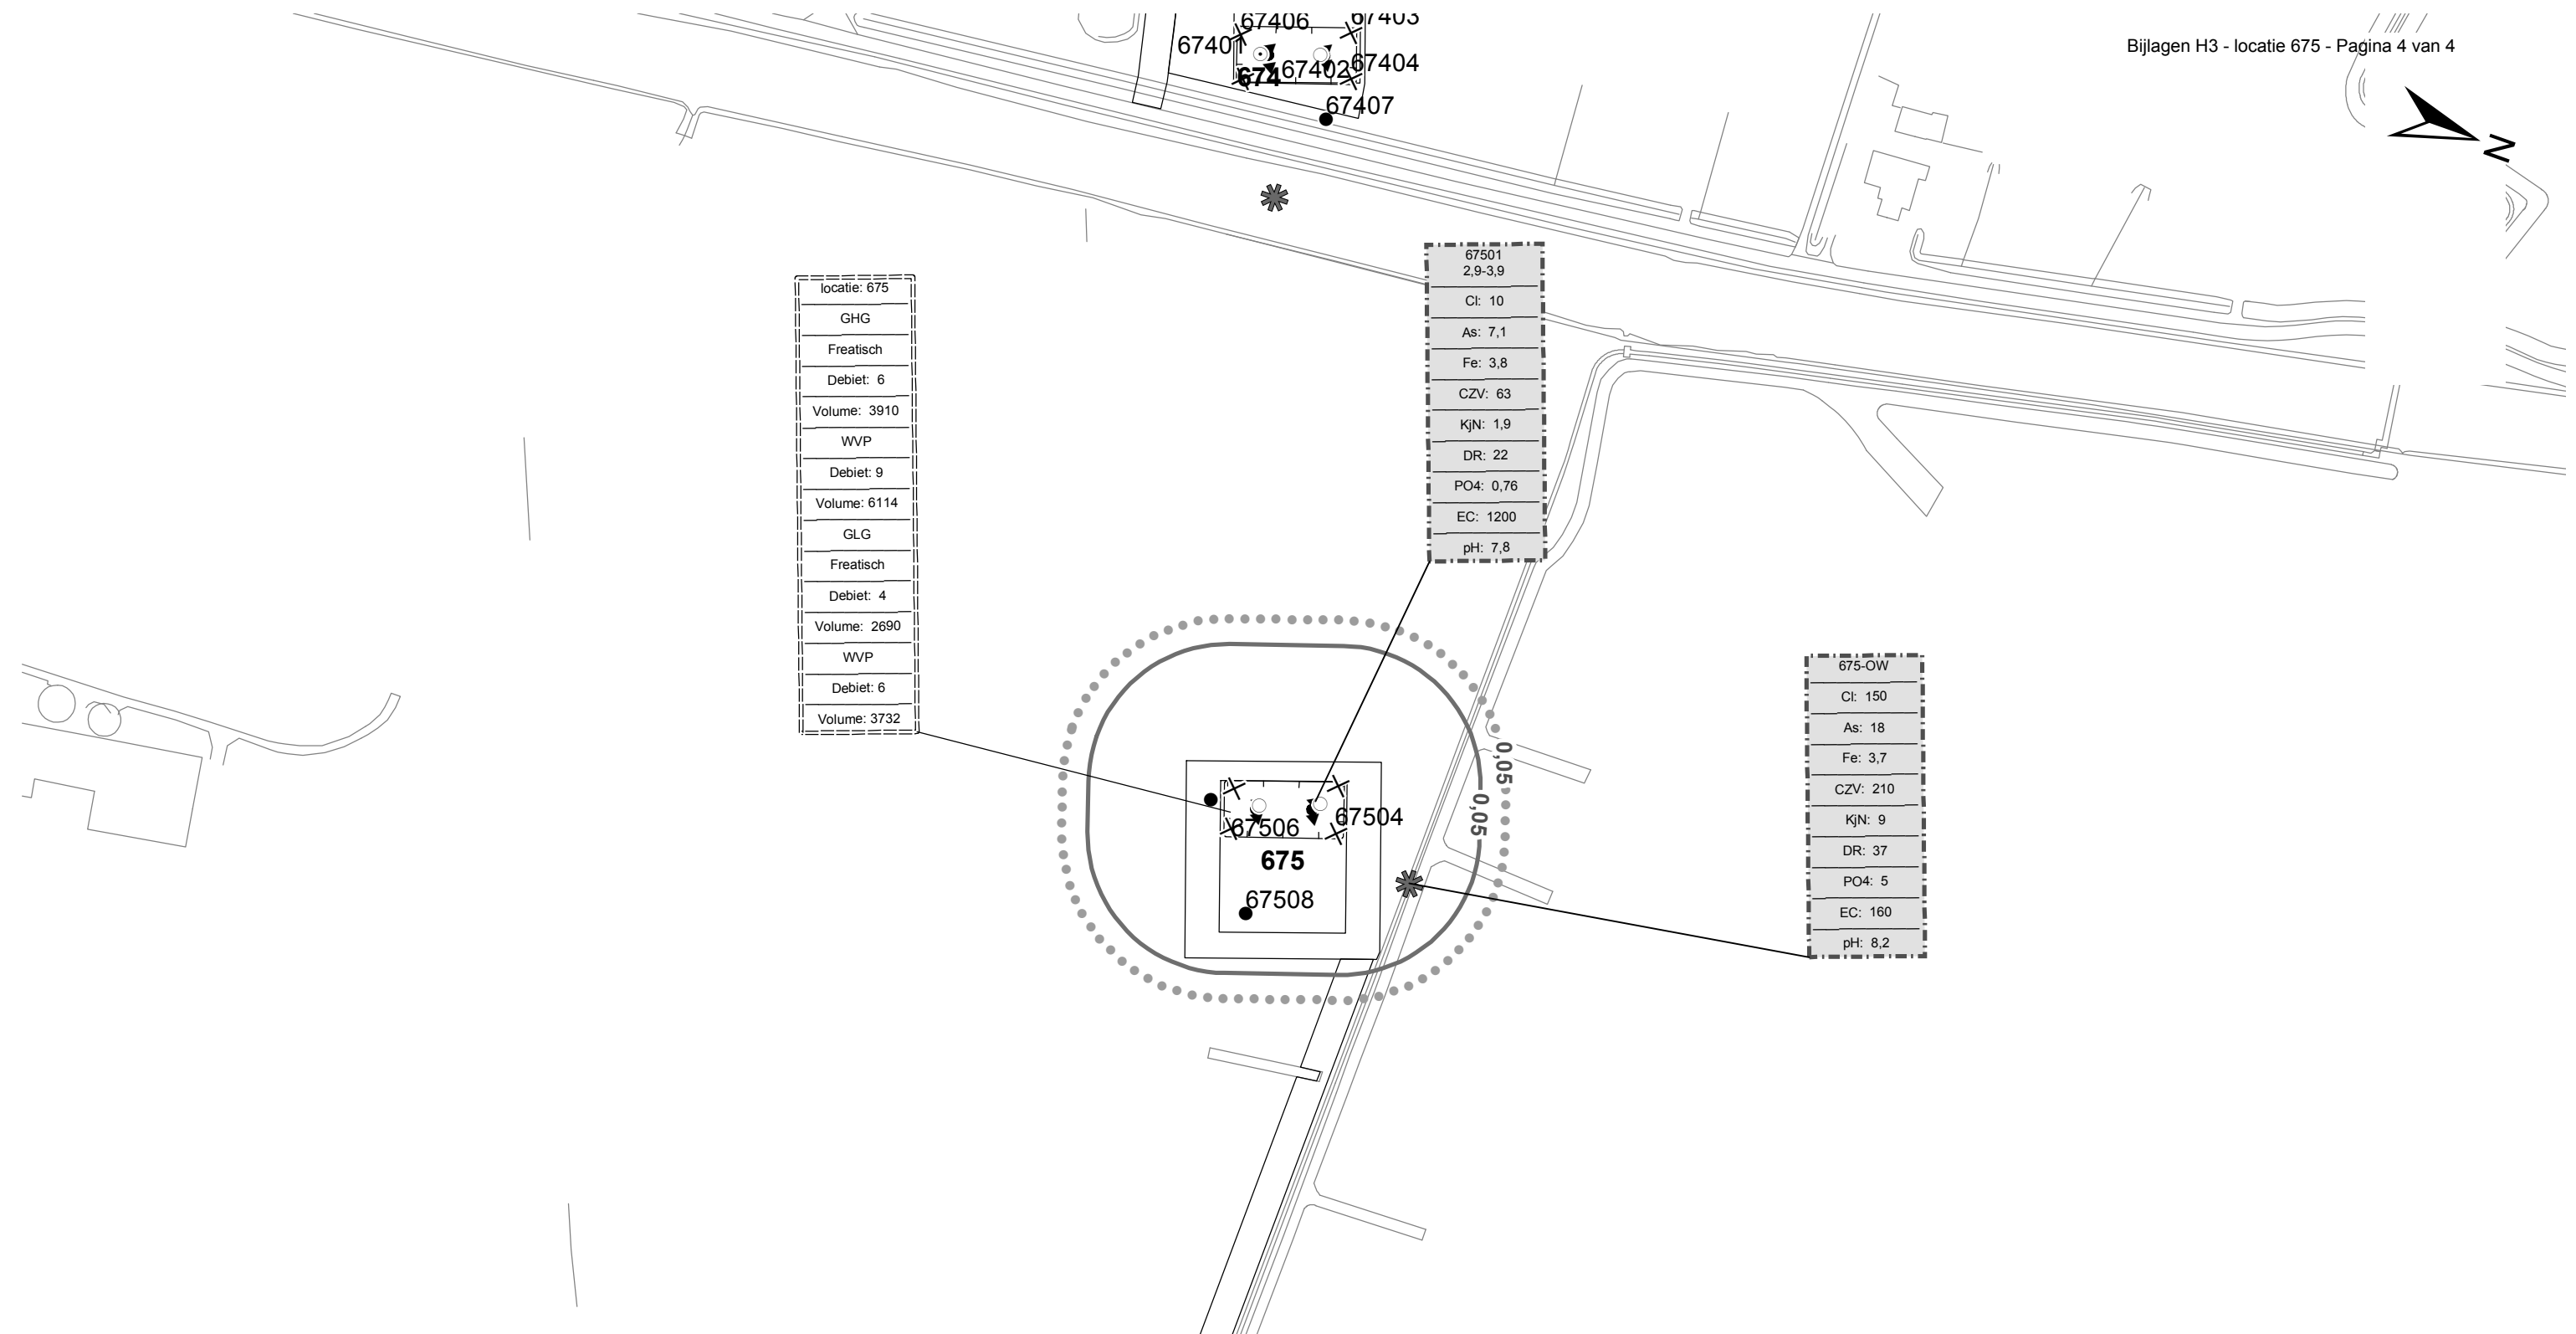 67406
67403
67401
67404
67402
674
67407
Bijlagen H3 - locatie 675 - Pagina 4 van 4
N
locatie: 675
GHG
Freatisch
Debiet: 6
Volume: 3910
WVP
Debiet: 9
Volume: 6114
GLG
Freatisch
Debiet: 4
Volume: 2690
WVP
Debiet: 6
Volume: 3732
67501
2,9-3,9
Cl: 10
As: 7,1
Fe: 3,8
CZV: 63
KjN: 1,9
DR: 22
PO4: 0,76
EC: 1200
pH: 7,8
675-OW
Cl: 150
As: 18
Fe: 3,7
CZV: 210
KjN: 9
DR: 37
PO4: 5
EC: 160
pH: 8,2
0,05
0,05
67504
67506
675
67508